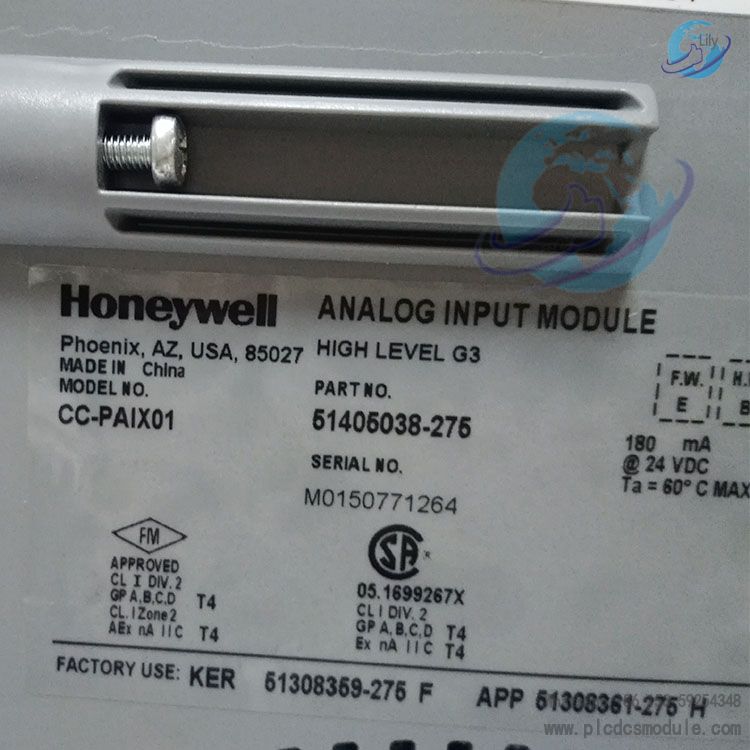 Lily
Honeywell
ANALOG INPUT MODULE
Phoenix, AZ, USA, 85027
HIGH LEVEL G3
MADE IN China
MODEL NO.
PART NO.
CC-PAIX01
51405038-275
SERIAL NO.
M0150771264
F.W.
E
H.
B
180 mA
@ 24 VDC
Ta = 60° C MAX
FM
APPROVED
CL I DIV. 2
GP A,B,C,D T4
CL. I Zone 2
AEx nA IIC T4
SA ®
05.1699267X
CL I DIV. 2
GP A,B,C,D T4
Ex nA IIC T4
FACTORY USE: KER 51308359-275 F APP 51308361-275 H
www.plcdcsmodule.com